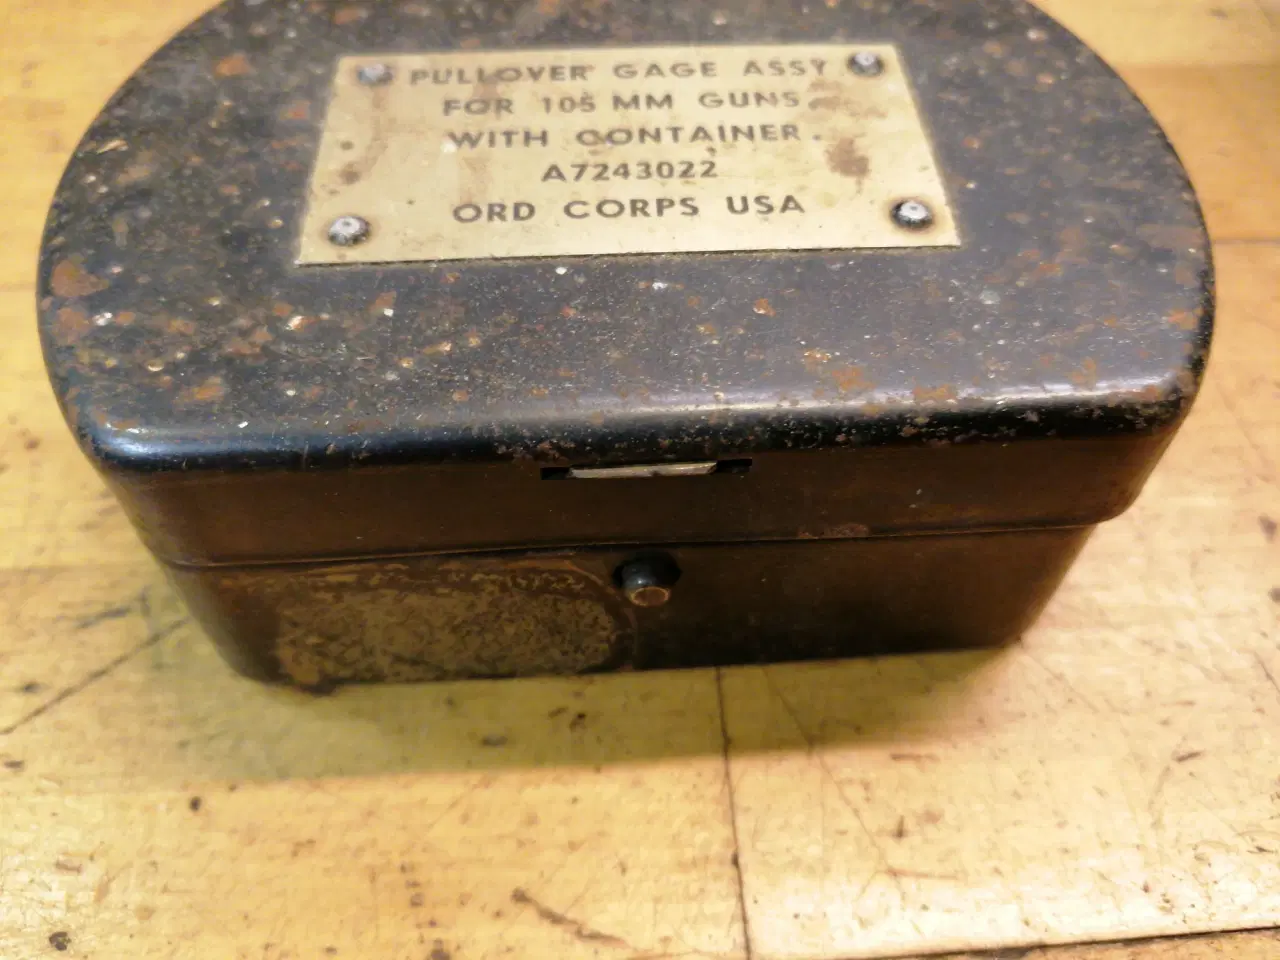 PULLOVER GAGE ASSY
FOR 105 MM GUNS
WITH CONTAINER.
A7243022
ORD CORPS USA